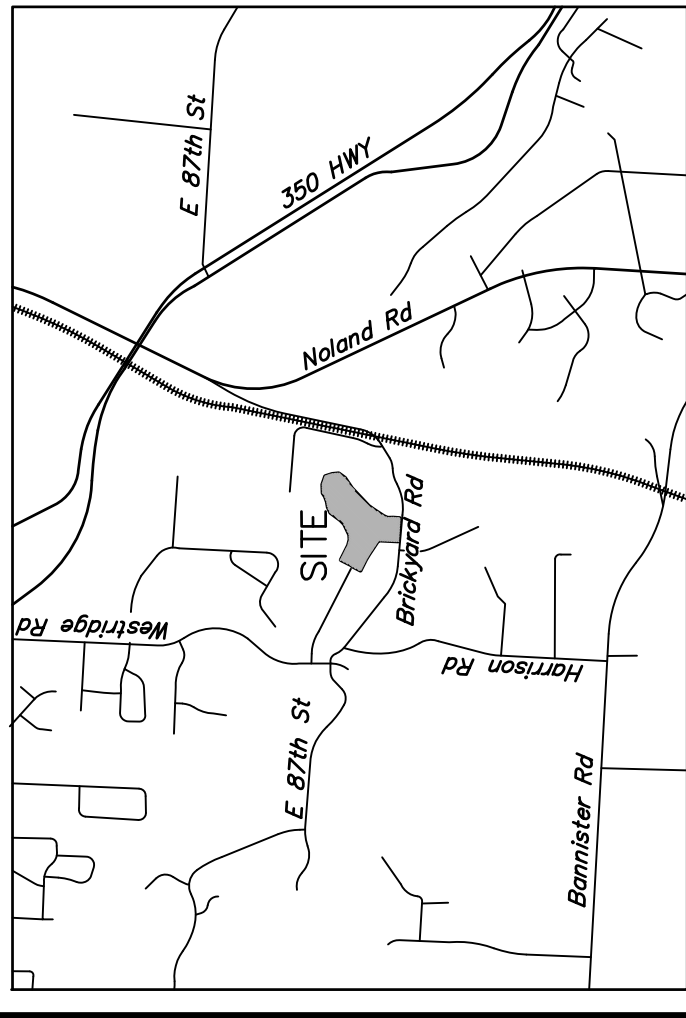 E 87th St
350 HWY
Noland Rd
SITE
Brickyard Rd
Westridge Rd
Harrison Rd
E 87th St
Bannister Rd